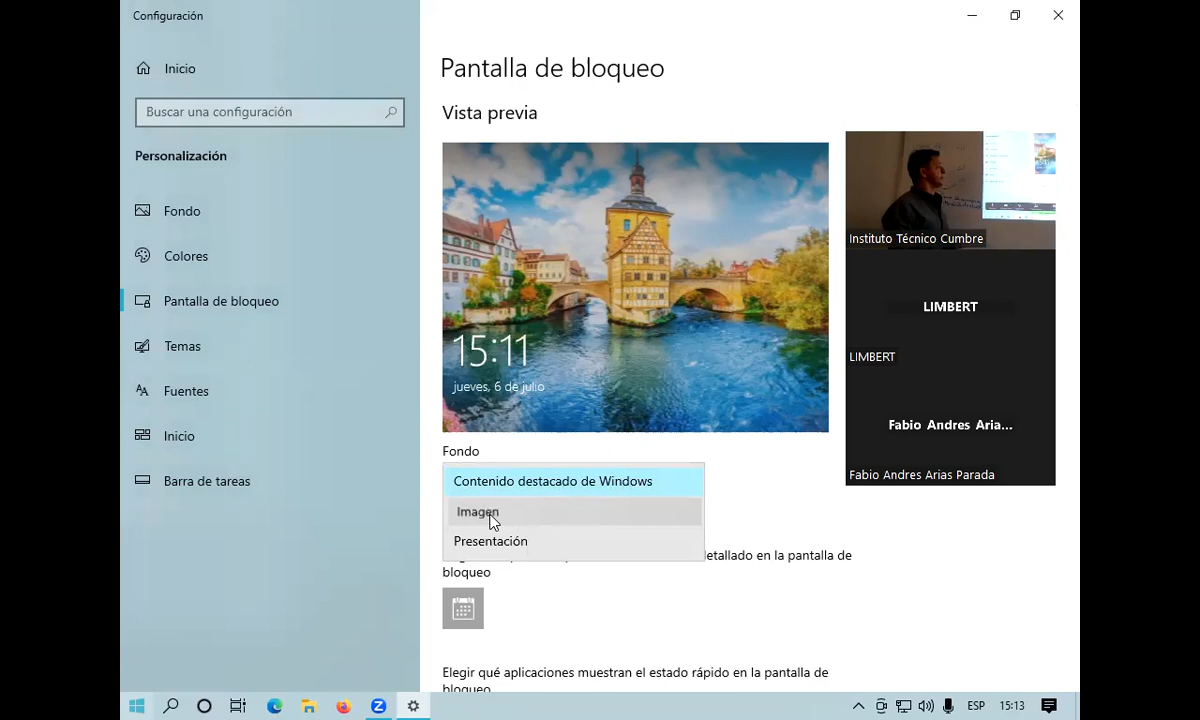 Configuración
Inicio
Buscar una configuración
Personalización
Fondo
Colores
Pantalla de bloqueo
Temas
Fuentes
Inicio
Barra de tareas
Pantalla de bloqueo
Vista previa
15:11
jueves, 6 de julio
Fondo
Contenido destacado de Windows
Imagen
Presentación
detallado en la pantalla de
bloqueo
Elegir qué aplicaciones muestran el estado rápido en la pantalla de
bloqueo
Instituto Técnico Cumbre
LIMBERT
LIMBERT
Fabio Andres Aria...
Fabio Andres Arias Parada
ESP
15:13